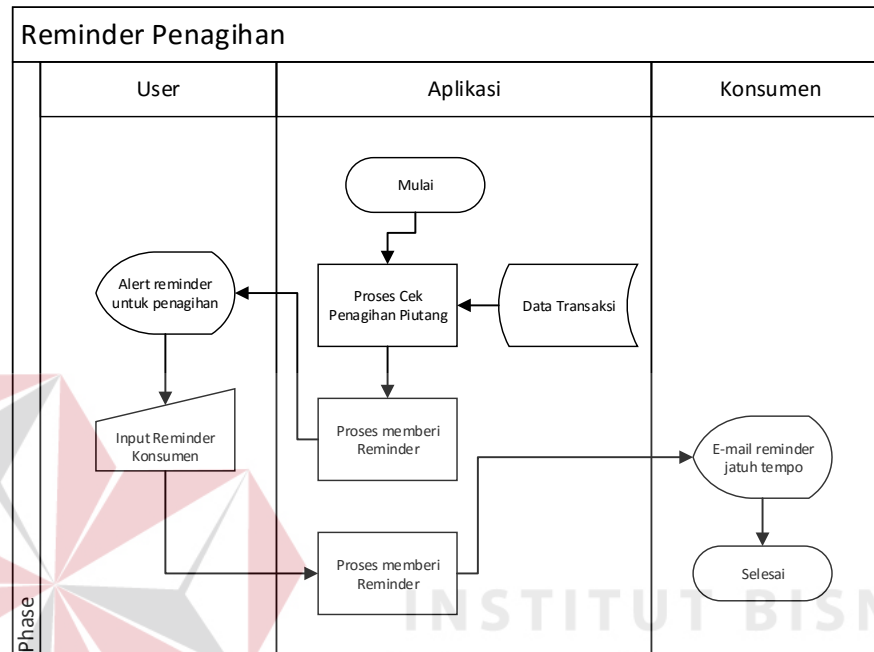 Reminder Penagihan
User
Aplikasi
Konsumen
Mulai
Alert reminder
untuk penagihan
Proses Cek
Penagihan Piutang
Data Transaksi
Input Reminder
Konsumen
Proses memberi
Reminder
E-mail reminder
jatuh tempo
Proses memberi
Reminder
Selesai
Phase
INSTITUT BISN